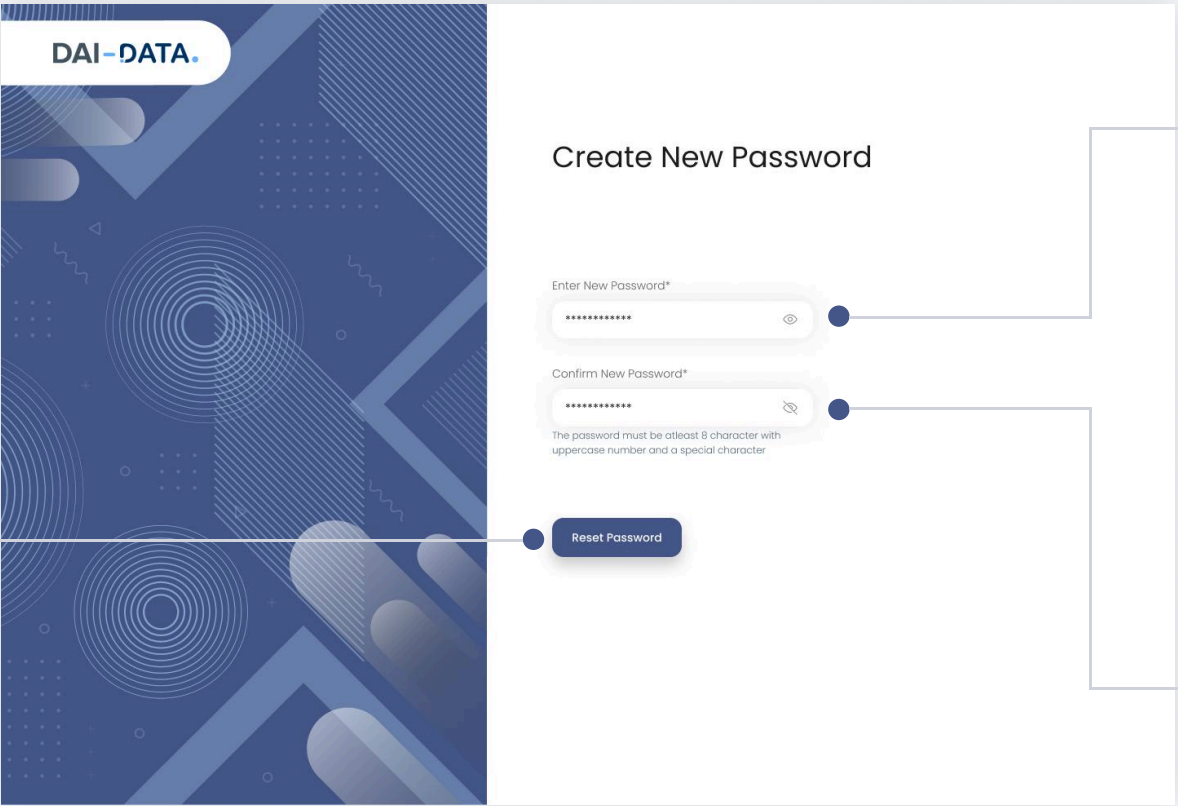 DAI-DATA.
Create New Password
Enter New Password*
************
Confirm New Password*
************
The password must be atleast 8 character with
uppercase number and a special character
Reset Password